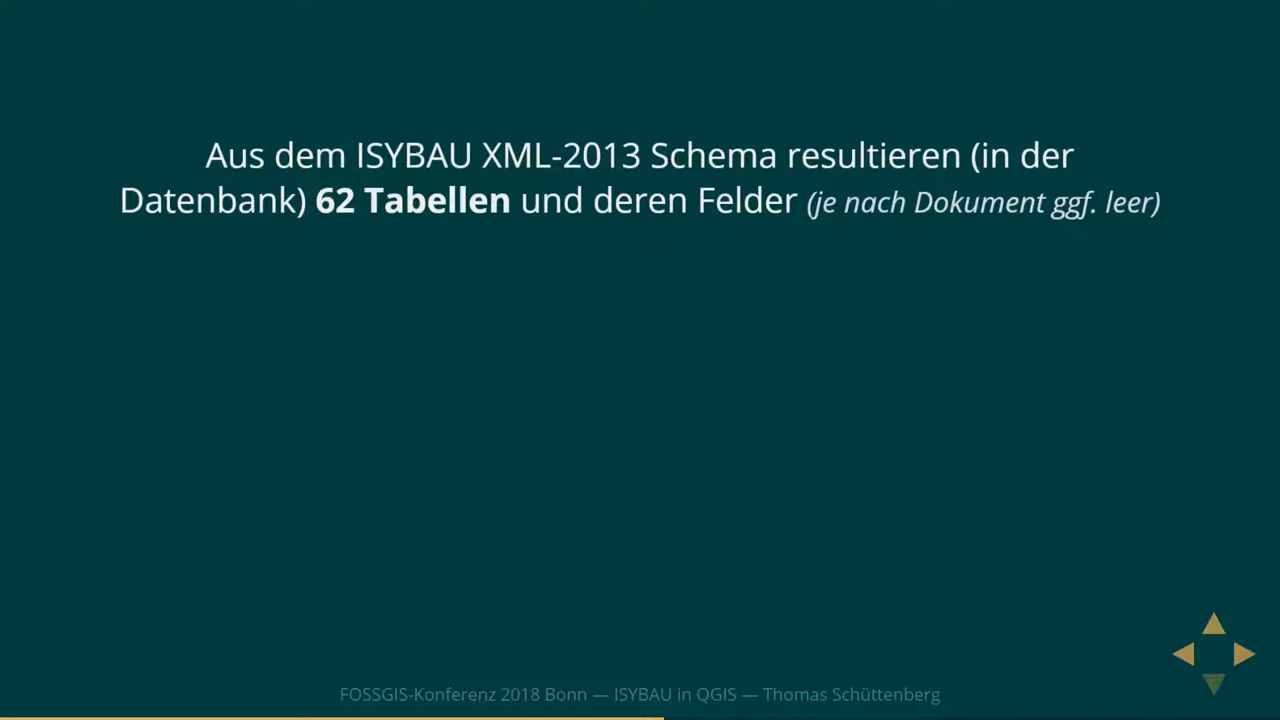 Aus dem ISYBAU XML-2013 Schema resultieren (in der
Datenbank) 62 Tabellen und deren Felder (je nach Dokument ggf. leer)
FOSSGIS-Konferenz 2018 Bonn — ISYBAU in QGIS — Thomas Schüttenberg